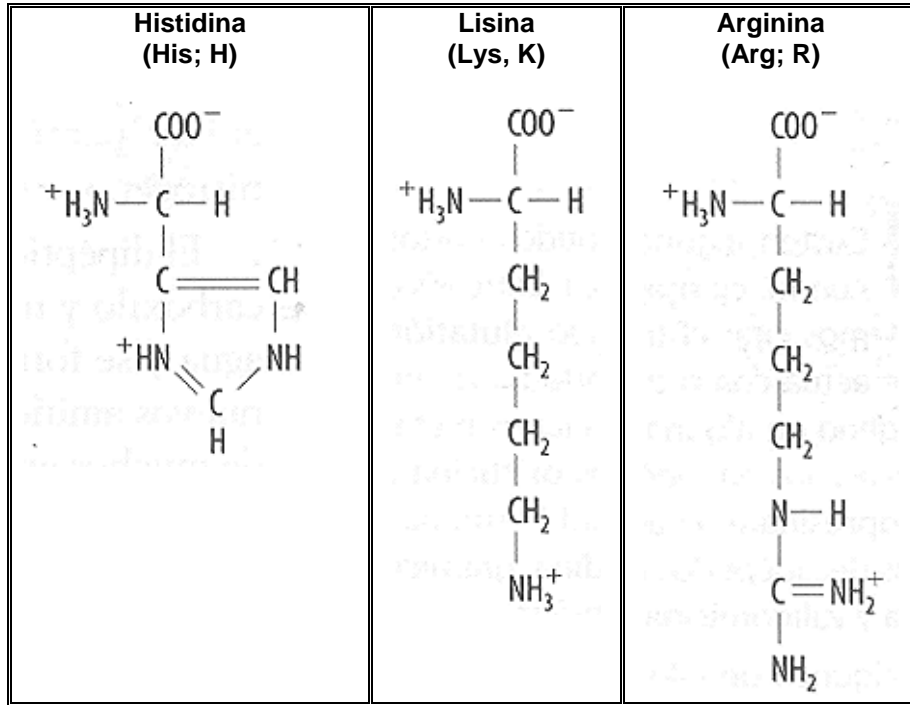 Histidina
(His; H)
COO⁻
⁺H₃N—C—H
C CH
⁺HN NH
C
H
Lisina
(Lys, K)
COO⁻
⁺H₃N—C—H
CH₂
CH₂
CH₂
CH₂
NH₃⁺
Arginina
(Arg; R)
COO⁻
⁺H₃N—C—H
CH₂
CH₂
CH₂
N—H
C=NH₂⁺
NH₂